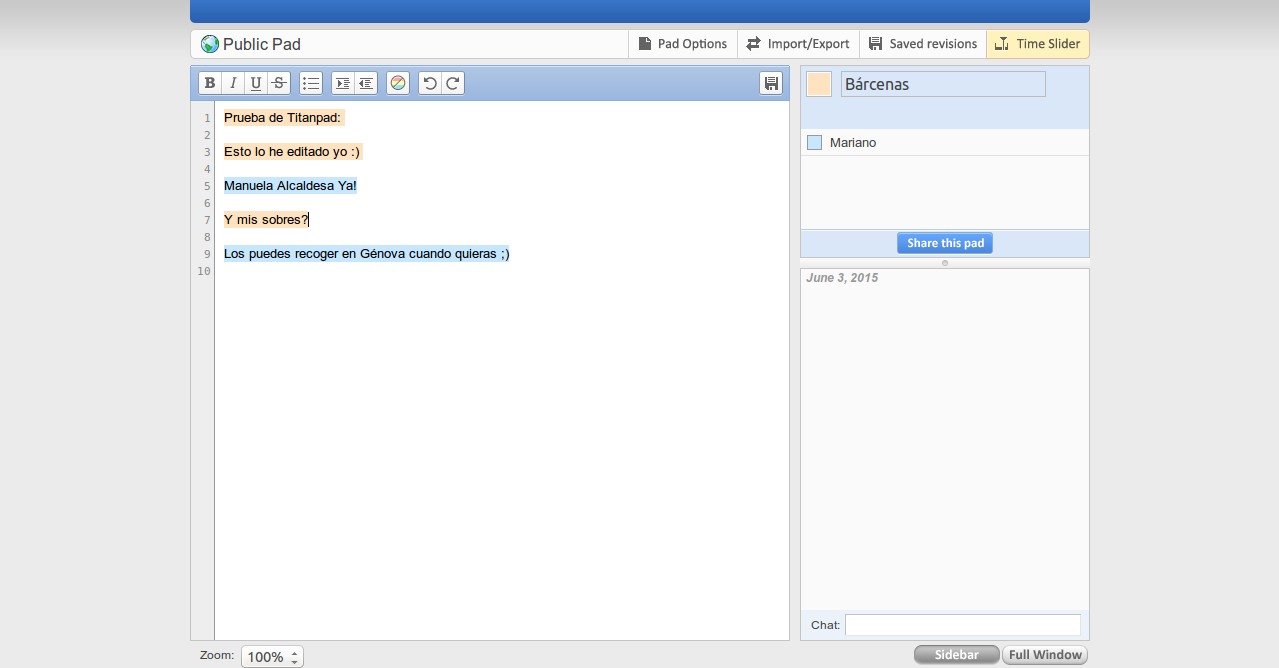 Public Pad
Pad Options
Import/Export
Saved revisions
Time Slider
B I U S
Bárcenas
1 Prueba de Titanpad:
2
3 Esto lo he editado yo :)
4
5 Manuela Alcaldesa Ya!
6
7 Y mis sobres?
8
9 Los puedes recoger en Génova cuando quieras ;)
10
Mariano
Share this pad
June 3, 2015
Chat:
Zoom: 100%
Sidebar
Full Window